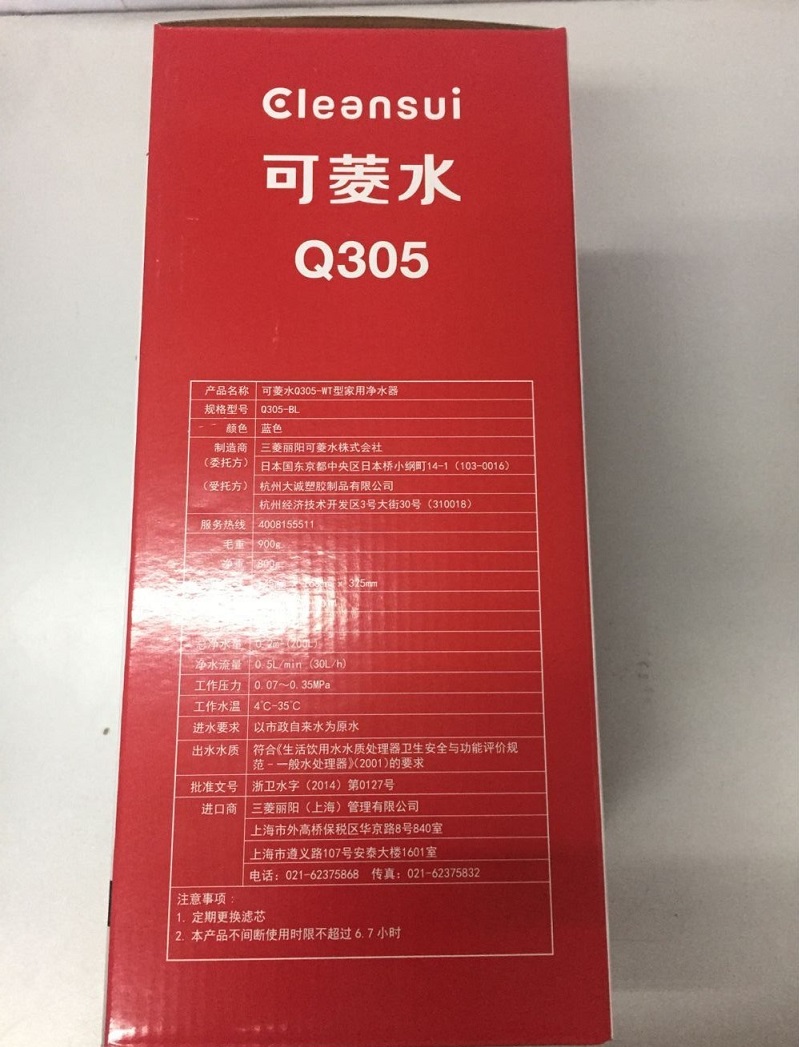 Cleansui
可菱水
Q305
产品名称 可菱水Q305-WT型家用净水器
规格型号 Q305-BL
颜色 蓝色
制造商 三菱丽阳可菱水株式会社
(委托方) 日本国东京都中央区日本桥小纲町14-1 (103-0016)
(受托方) 杭州大诚塑胶制品有限公司
杭州经济技术开发区3号大街30号 (310018)
服务热线 4008155511
毛重 900g
净重 800g
x 325mm
总净水量 (200L)
净水流量 0.5L/min (30L/h)
工作压力 0.07~0.35MPa
工作水温 4℃-35℃
进水要求 以市政自来水为原水
出水水质 符合《生活饮用水水质处理器卫生安全与功能评价规
范-一般水处理器》(2001)的要求
批准文号 浙卫水字 (2014) 第0127号
进口商 三菱丽阳 (上海) 管理有限公司
上海市外高桥保税区华京路8号840室
上海市遵义路107号安泰大楼1601室
电话: 021-62375868 传真: 021-62375832
注意事项:
1. 定期更换滤芯
2. 本产品不间断使用时限不超过 6.7 小时